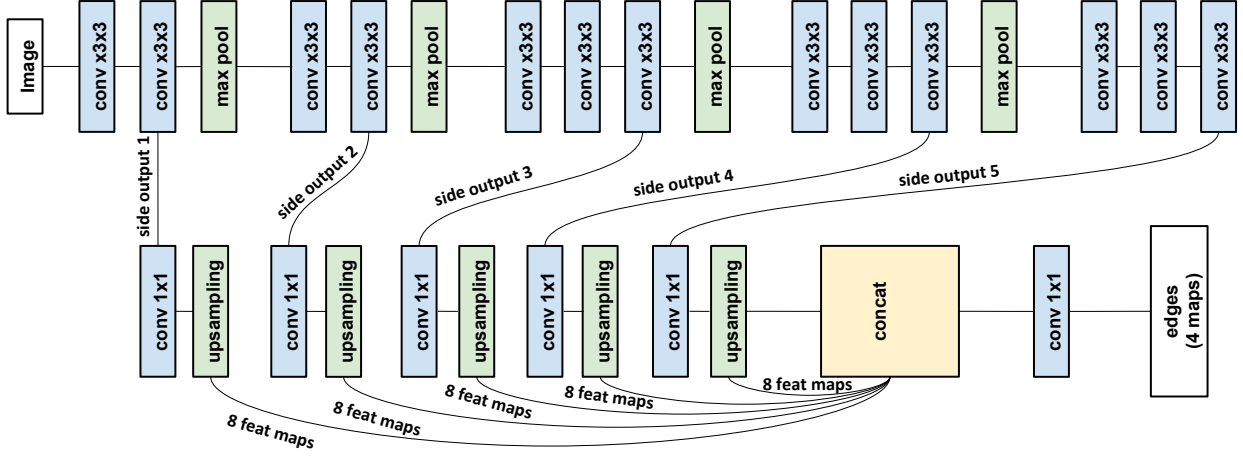 Image
conv x3x3
conv x3x3
max pool
conv x3x3
conv x3x3
max pool
conv x3x3
conv x3x3
conv x3x3
max pool
conv x3x3
conv x3x3
conv x3x3
max pool
conv x3x3
conv x3x3
conv x3x3
side output 1
side output 2
side output 3
side output 4
side output 5
conv 1x1
upsampling
conv 1x1
upsampling
conv 1x1
upsampling
conv 1x1
upsampling
conv 1x1
upsampling
concat
conv 1x1
edges
(4 maps)
8 feat maps
8 feat maps
8 feat maps
8 feat maps
8 feat maps